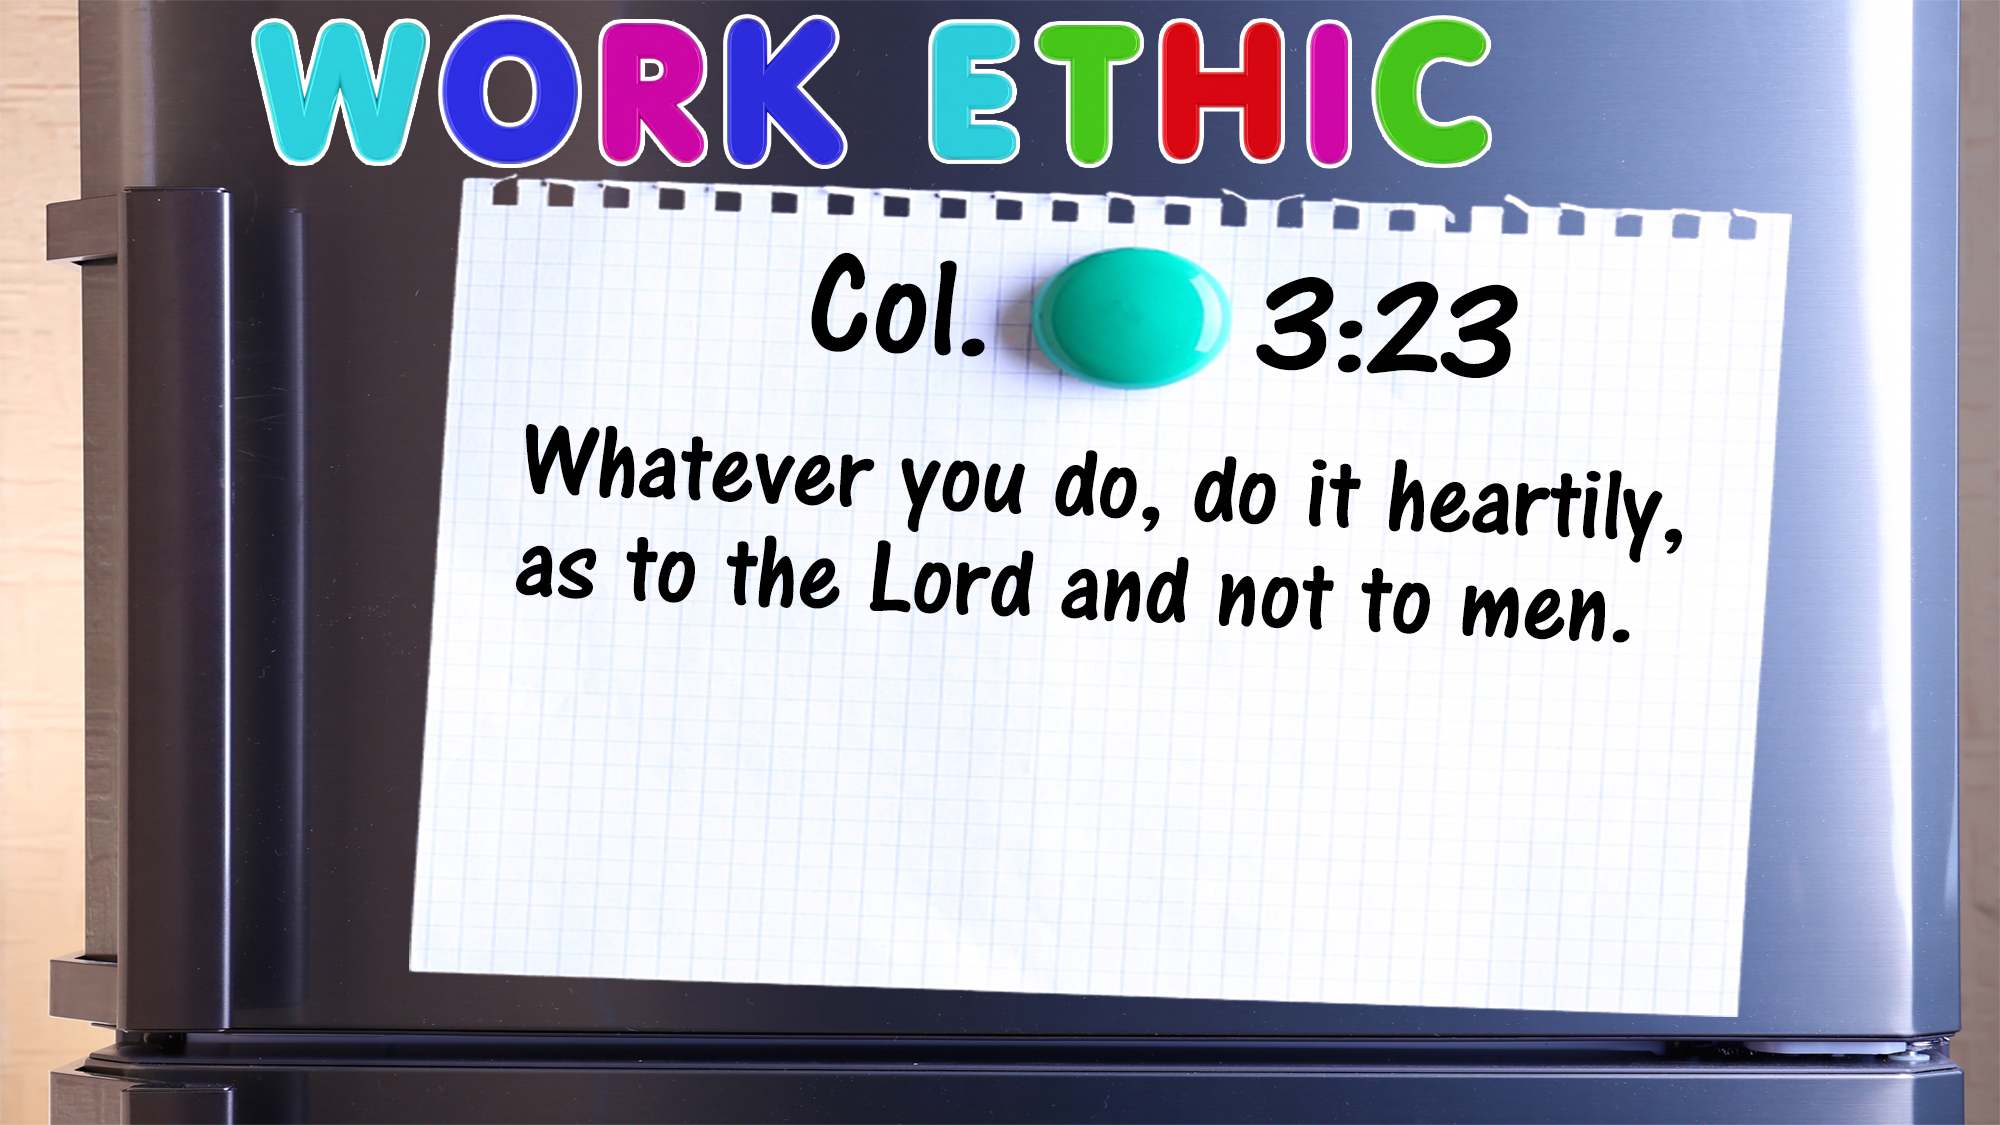 WORK ETHIC
Col. 3:23
Whatever you do, do it heartily,
as to the Lord and not to men.